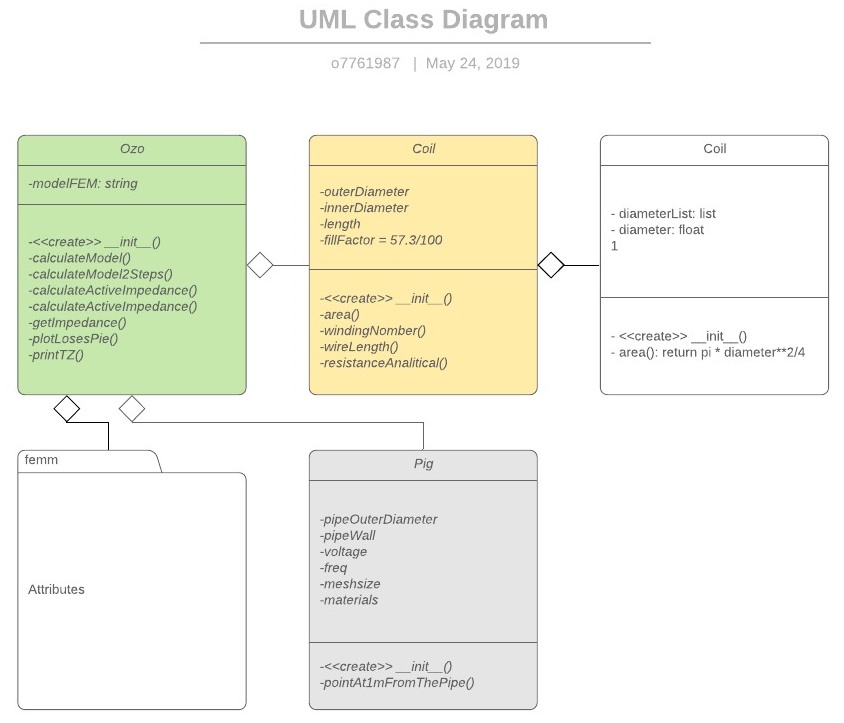 UML Class Diagram
o7761987 | May 24, 2019
Ozo
-modelFEM: string
-<<create>> __init__()
-calculateModel()
-calculateModel2Steps()
-calculateActiveImpedance()
-calculateActiveImpedance()
-getImpedance()
-plotLosesPie()
-printTZ()
Coil
-outerDiameter
-innerDiameter
-length
-fillFactor = 57.3/100
-<<create>> __init__()
-area()
-windingNomber()
-wireLength()
-resistanceAnalitical()
Coil
- diameterList: list
- diameter: float
1
- <<create>> __init__()
- area(): return pi * diameter**2/4
femm
Attributes
Pig
-pipeOuterDiameter
-pipeWall
-voltage
-freq
-meshsize
-materials
-<<create>> __init__()
-pointAt1mFromThePipe()